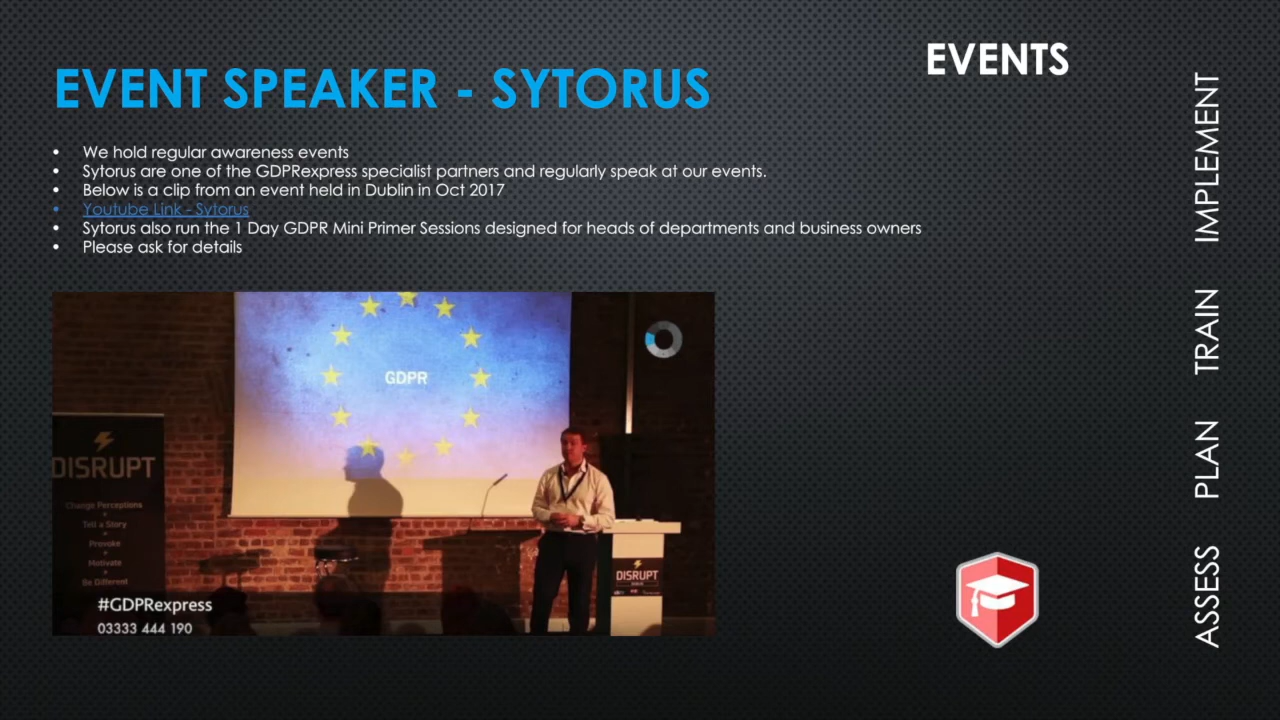 EVENTS
EVENT SPEAKER - SYTORUS
• We hold regular awareness events
• Sytorus are one of the GDPRexpress specialist partners and regularly speak at our events.
• Below is a clip from an event held in Dublin in Oct 2017
• Youtube Link - Sytorus
• Sytorus also run the 1 Day GDPR Mini Primer Sessions designed for heads of departments and business owners
• Please ask for details
GDPR
DISRUPT
Change Perceptions
+
Tell a Story
+
Provoke
+
Motivate
+
Be Different
DISRUPT
#GDPRexpress
03333 444 190
ASSESS PLAN TRAIN IMPLEMENT